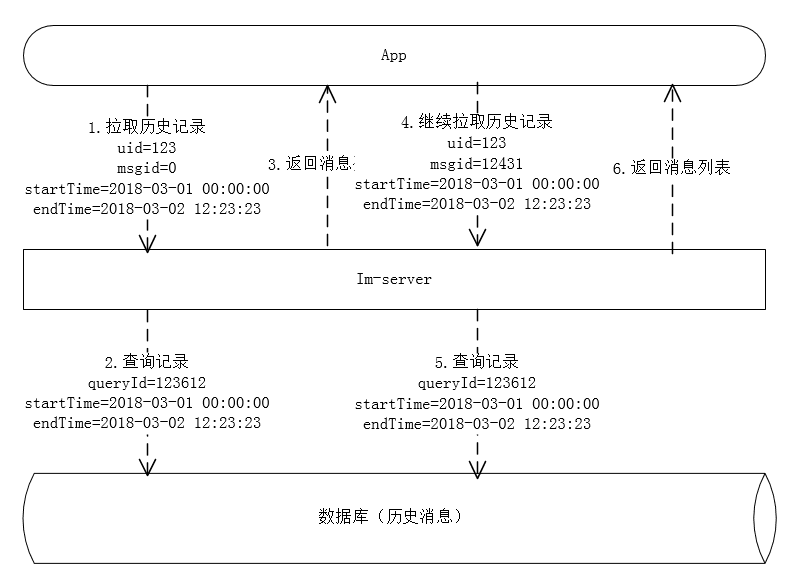 App
1.拉取历史记录
uid=123
msgid=0
startTime=2018-03-01 00:00:00
endTime=2018-03-02 12:23:23
3.返回消息
4.继续拉取历史记录
uid=123
msgid=12431
startTime=2018-03-01 00:00:00
endTime=2018-03-02 12:23:23
6.返回消息列表
Im-server
2.查询记录
queryId=123612
startTime=2018-03-01 00:00:00
endTime=2018-03-02 12:23:23
5.查询记录
queryId=123612
startTime=2018-03-01 00:00:00
endTime=2018-03-02 12:23:23
数据库（历史消息）